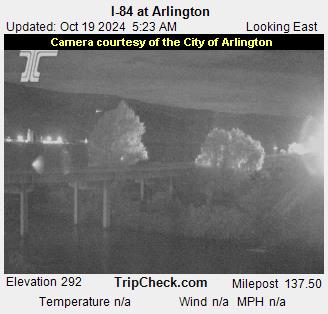 I-84 at Arlington
Updated: Oct 19 2024 5:23 AM Looking East
Camera courtesy of the City of Arlington
Elevation 292 TripCheck.com Milepost 137.50
Temperature n/a Wind n/a MPH n/a